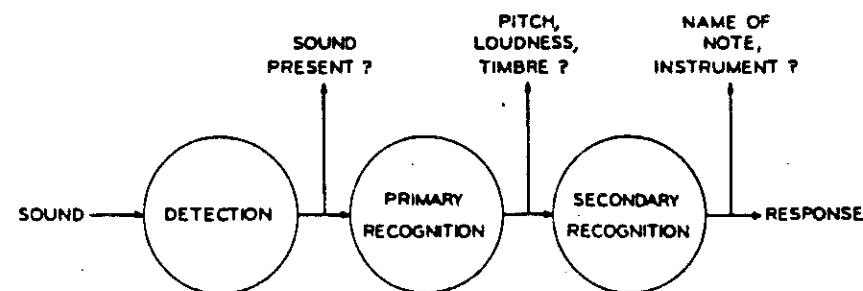 SOUND
PRESENT ?
PITCH,
LOUDNESS,
TIMBRE ?
NAME OF
NOTE,
INSTRUMENT ?
SOUND
DETECTION
PRIMARY
RECOGNITION
SECONDARY
RECOGNITION
RESPONSE